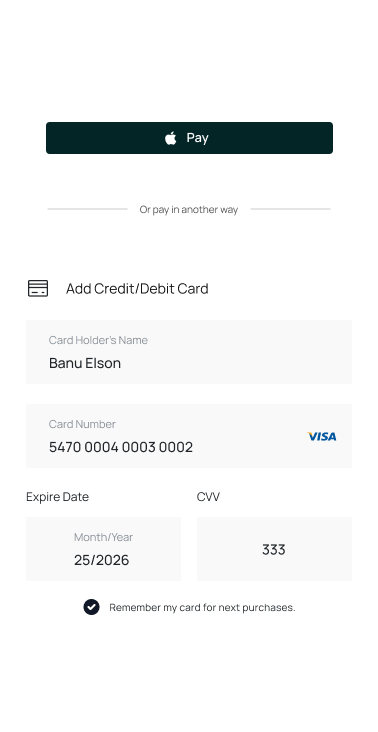 Pay
Or pay in another way
Add Credit/Debit Card
Card Holder's Name
Banu Elson
Card Number
5470 0004 0003 0002
VISA
Expire Date
CVV
Month/Year
25/2026
333
Remember my card for next purchases.